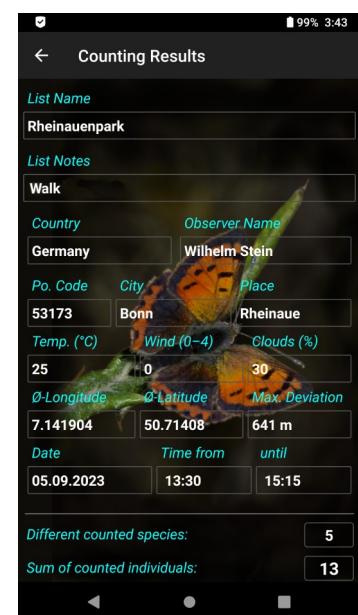 99% 3:43
Counting Results
List Name
Rheinauenpark
List Notes
Walk
Country Observer Name
Germany Wilhelm Stein
Po. Code City Place
53173 Bonn Rheinaue
Temp. (°C) Wind (0–4) Clouds (%)
25 0 30
Ø-Longitude Ø-Latitude Max. Deviation
7.141904 50.71408 641 m
Date Time from until
05.09.2023 13:30 15:15
Different counted species: 5
Sum of counted individuals: 13